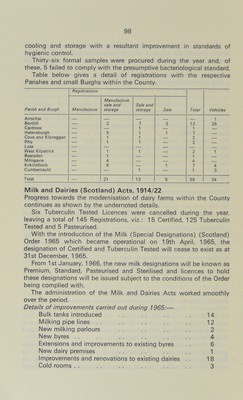 98
cooling and storage with a resultant improvement in standards of
hygienic control.
Thirty-six formal samples were procured during the year and, of
these, 5 failed to comply with the presumptive bacteriological standard.
Table below gives a detail of registrations with the respective
Parishes and small Burghs within the County.
Registrations
Parish and Burgh
Manufacture
Manufacture
sale and
storage
Sale and
storage
Sale
Total
Vehicles
Arrochar
Bonhill
Cardross
Helensburgh
Cove and Kilcreggan
Rhu
Luss
West Kilpatrick
Bearsden
Milngavie
Kirkintilloch
Cumbernauld
Total — 21 13 5 39 34
Milk and Dairies (Scotland) Acts, 1914/22
Progress towards the modernisation of dairy farms within the County
continues as shown by the undernoted details.
Six Tuberculin Tested Licences were cancelled during the year,
leaving a total of 145 Registrations, viz.: 15 Certified, 125 Tuberculin
Tested and 5 Pasteurised.
With the introduction of the Milk (Special Designations) (Scotland)
Order 1965 which became operational on 19th April, 1965, the
designation of Certified and Tuberculin Tested will cease to exist as at
31st December, 1965.
From 1st January, 1966, the new milk designations will be known as
Premium, Standard, Pasteurised and Sterilised and licences to hold
these designations will be issued subject to the conditions of the Order
being complied with.
The administration of the Milk and Dairies Acts worked smoothly
over the period.
Details of improvements carried out during 1965:—
Bulk tanks introduced 14
Milking pipe lines 12
New milking parlours 2
New byres 4
Extensions and improvements to existing byres 6
New dairy premises 1
Improvements and renovations to existing dairies 18
Cold rooms 3